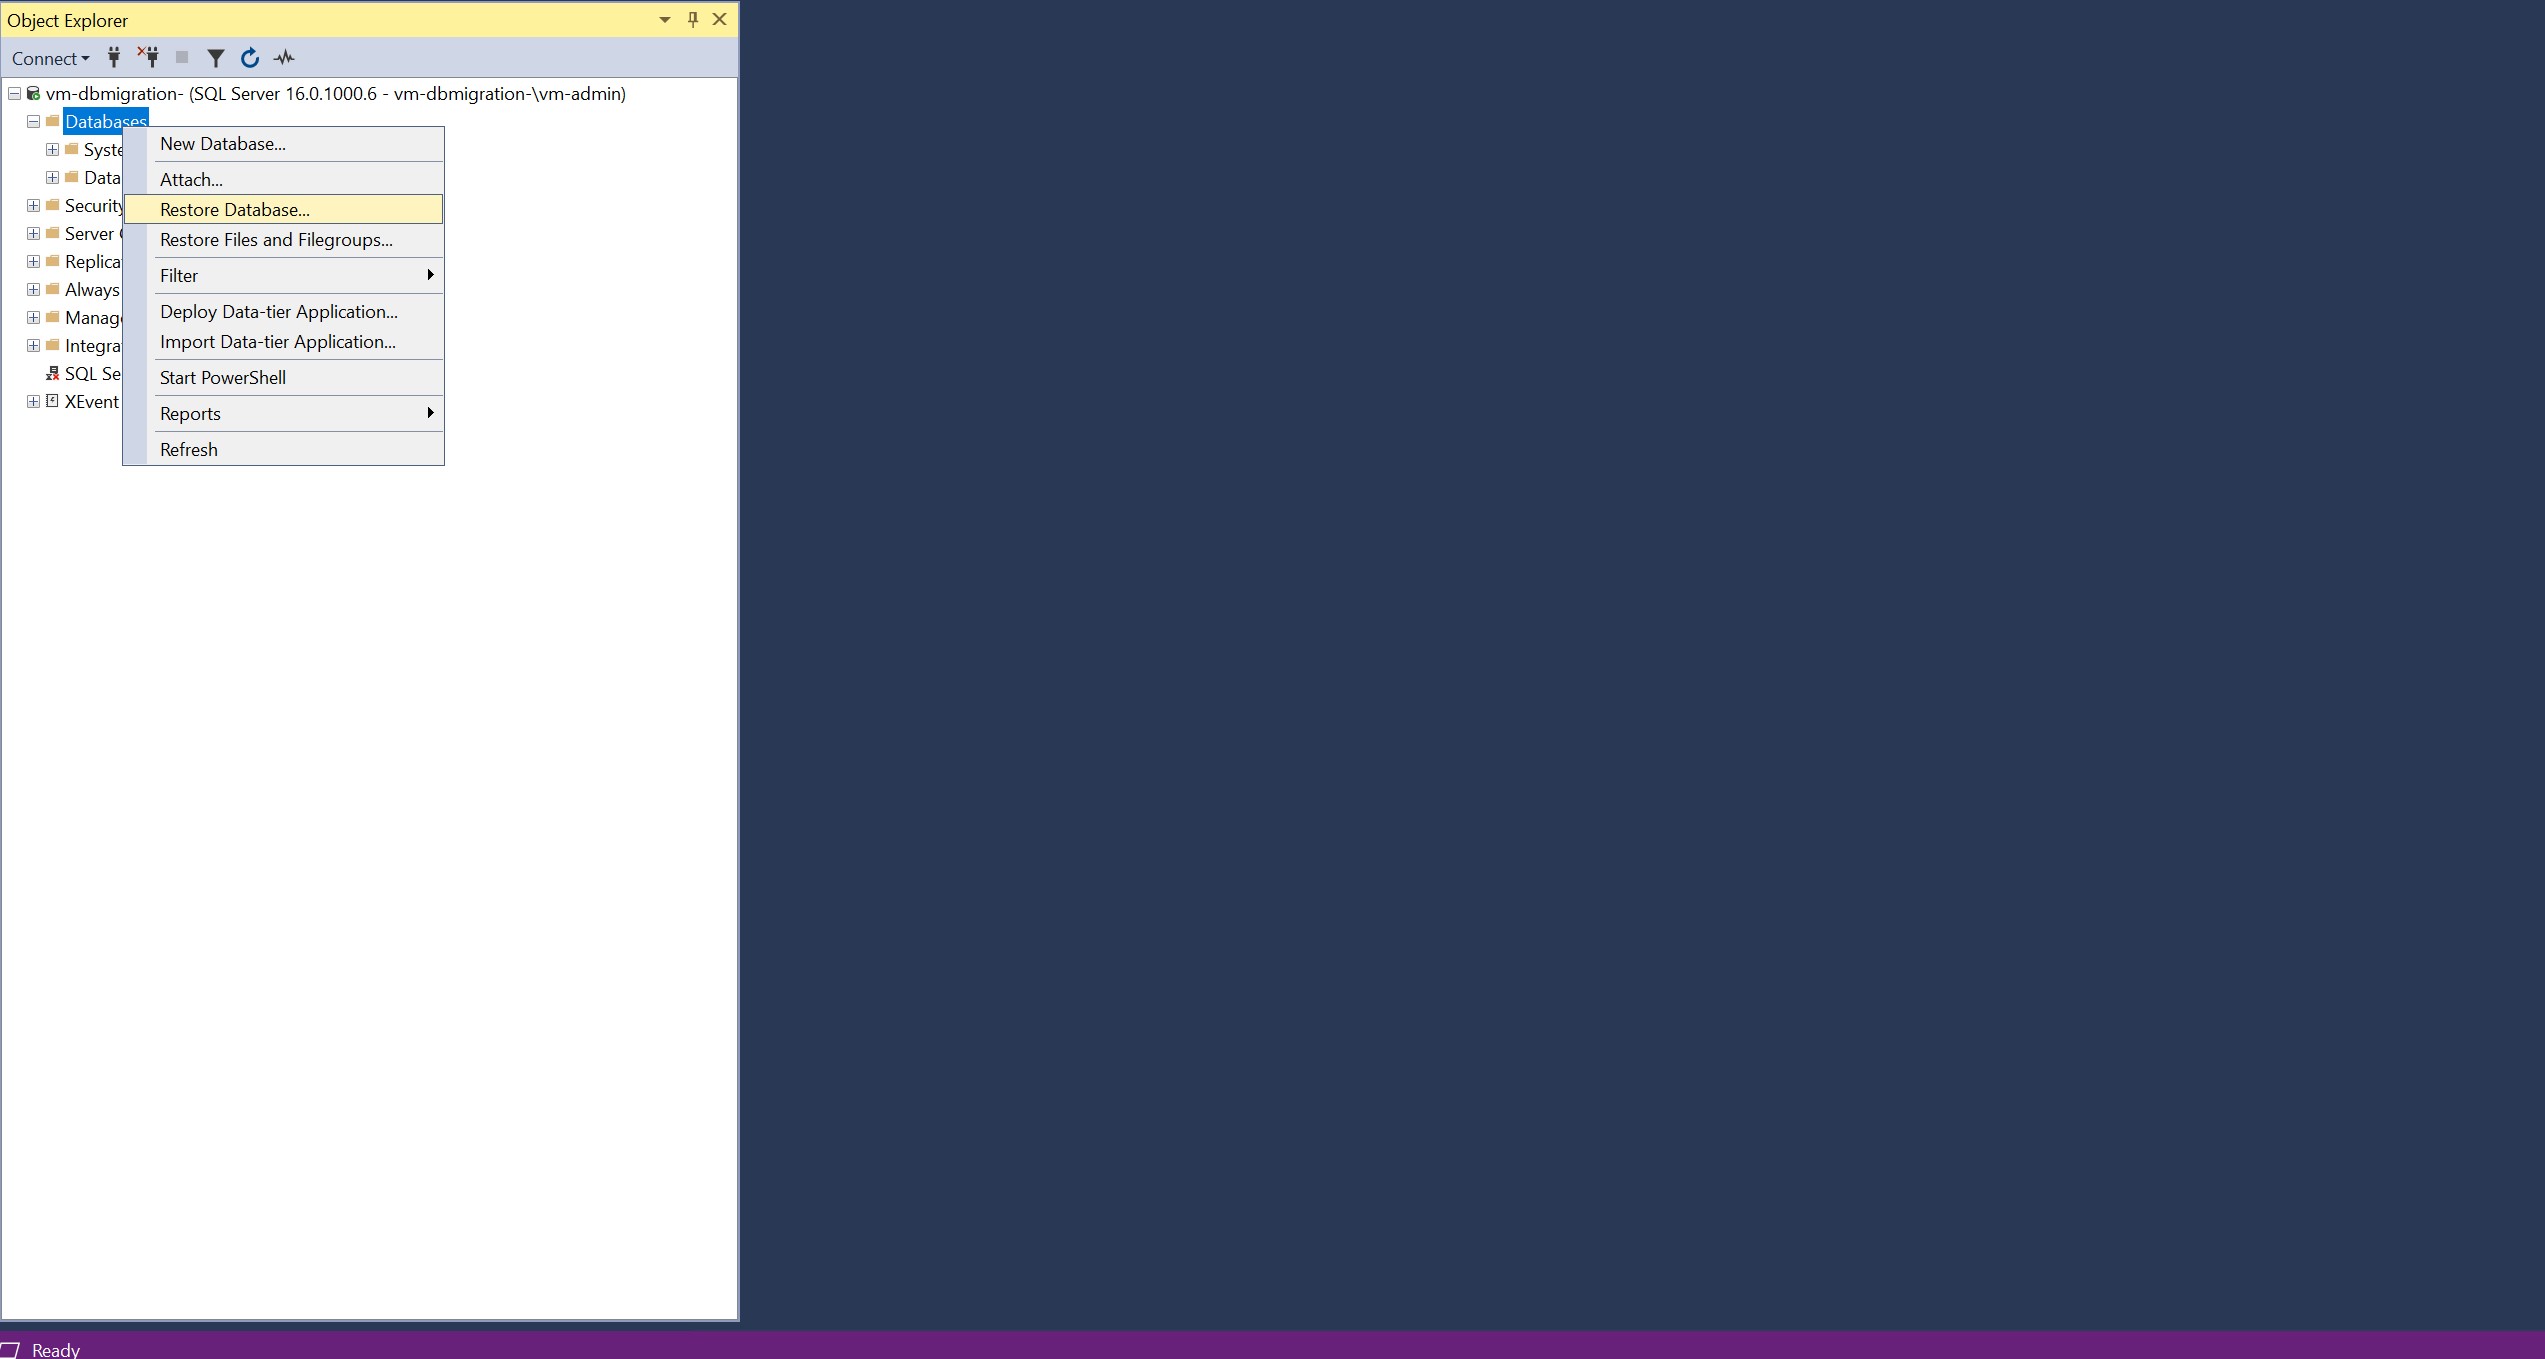 Object Explorer
Connect
vm-dbmigration- (SQL Server 16.0.1000.6 - vm-dbmigration-\vm-admin)
Databases
Syste
Data
Security
Server
Replica
Always
Manage
Integra
SQL Se
XEvent
New Database...
Attach...
Restore Database...
Restore Files and Filegroups...
Filter
Deploy Data-tier Application...
Import Data-tier Application...
Start PowerShell
Reports
Refresh
Ready